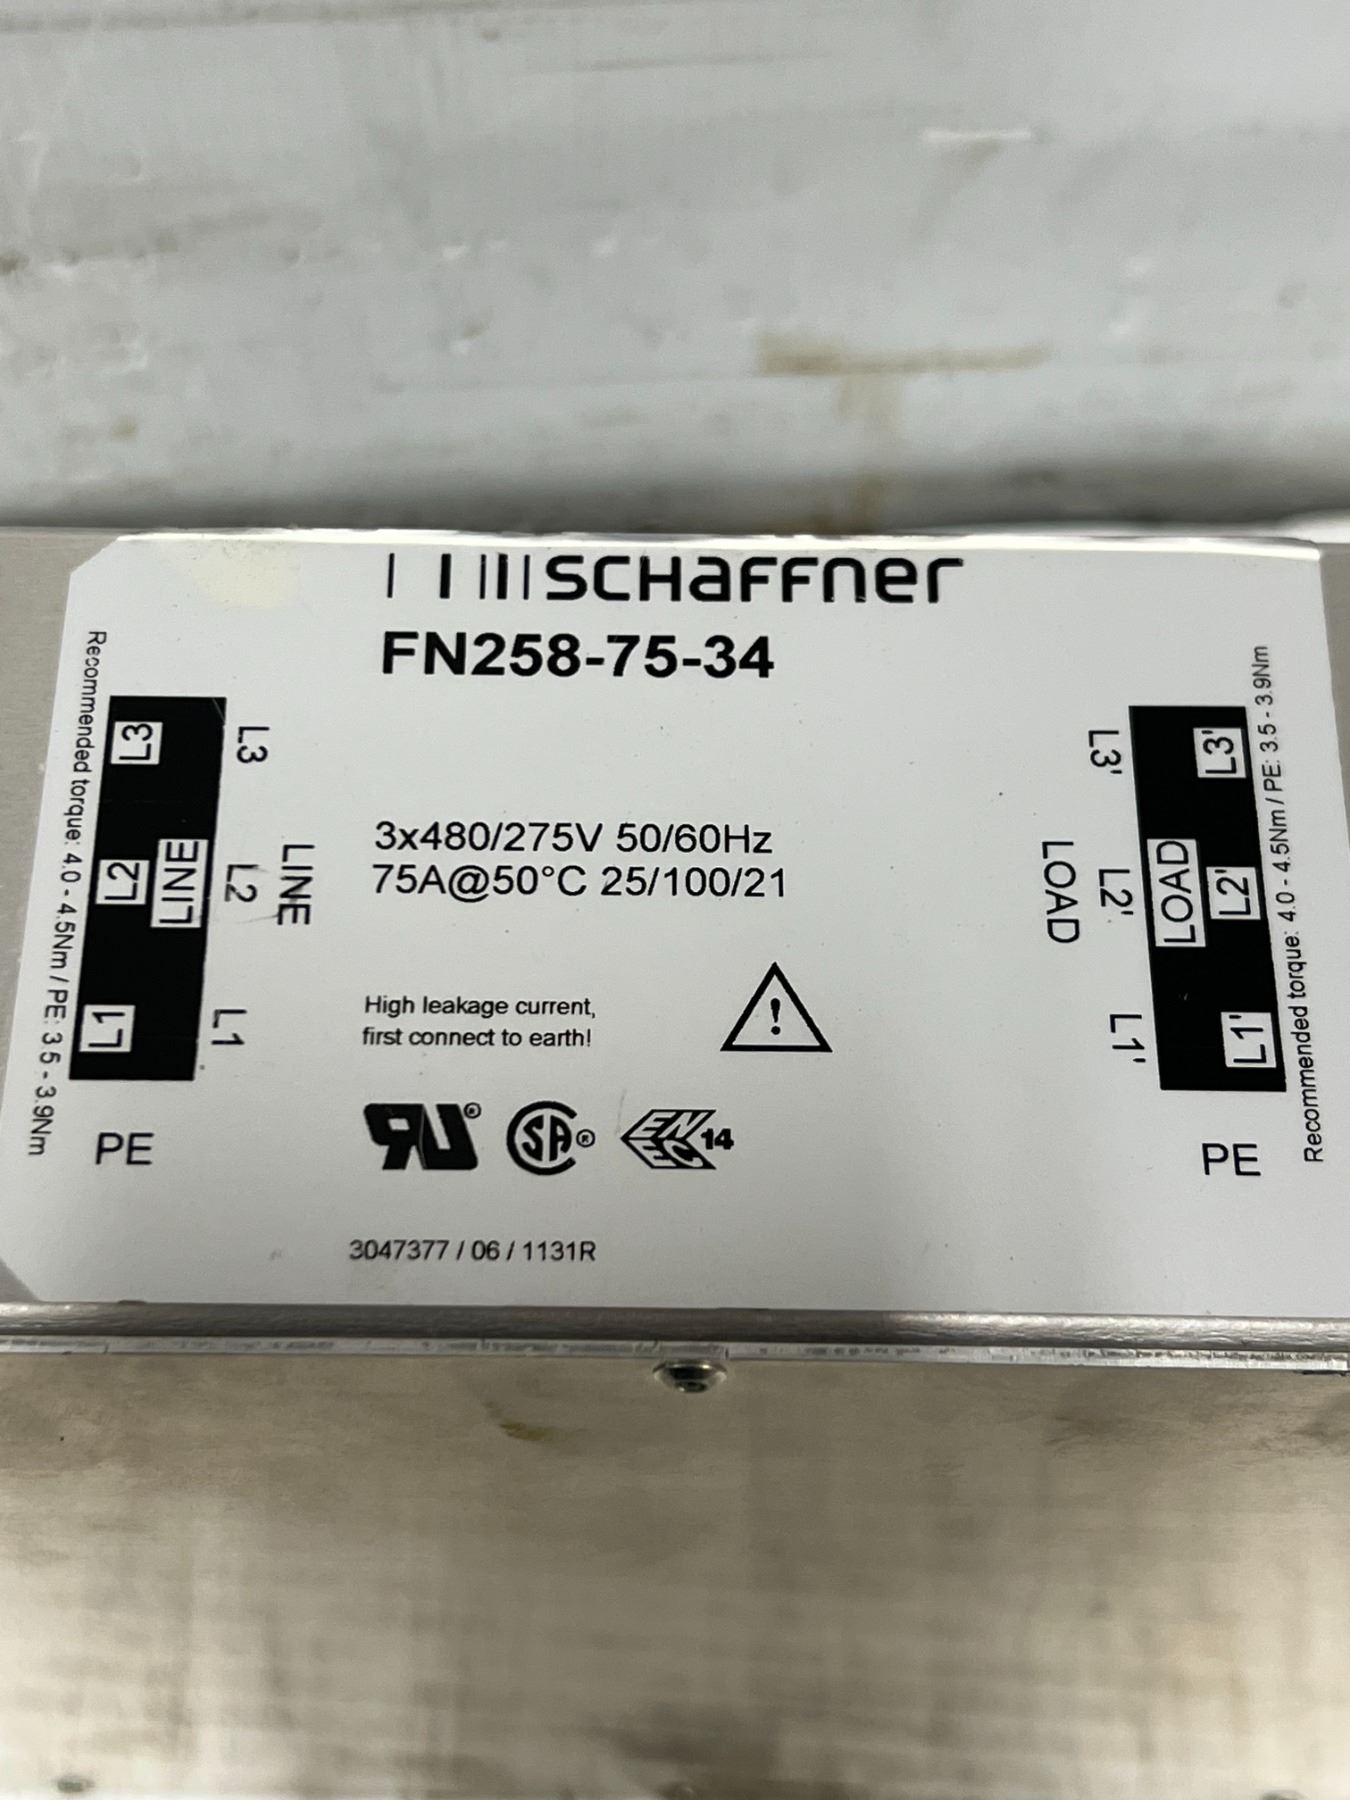 SCHAFFNER
FN258-75-34
Recommended torque: 4.0 - 4.5Nm / PE: 3.5 - 3.9Nm
L3
L2
L1
LINE
L3
L2
L1
LINE
PE
3x480/275V 50/60Hz
75A@50°C 25/100/21
High leakage current,
first connect to earth!
!
RU®
SA®
ENEC 14
3047377 / 06 / 1131R
LOAD
L3'
L2'
L1'
LOAD
L3'
L2'
L1'
PE
Recommended torque: 4.0 - 4.5Nm / PE: 3.5 - 3.9Nm